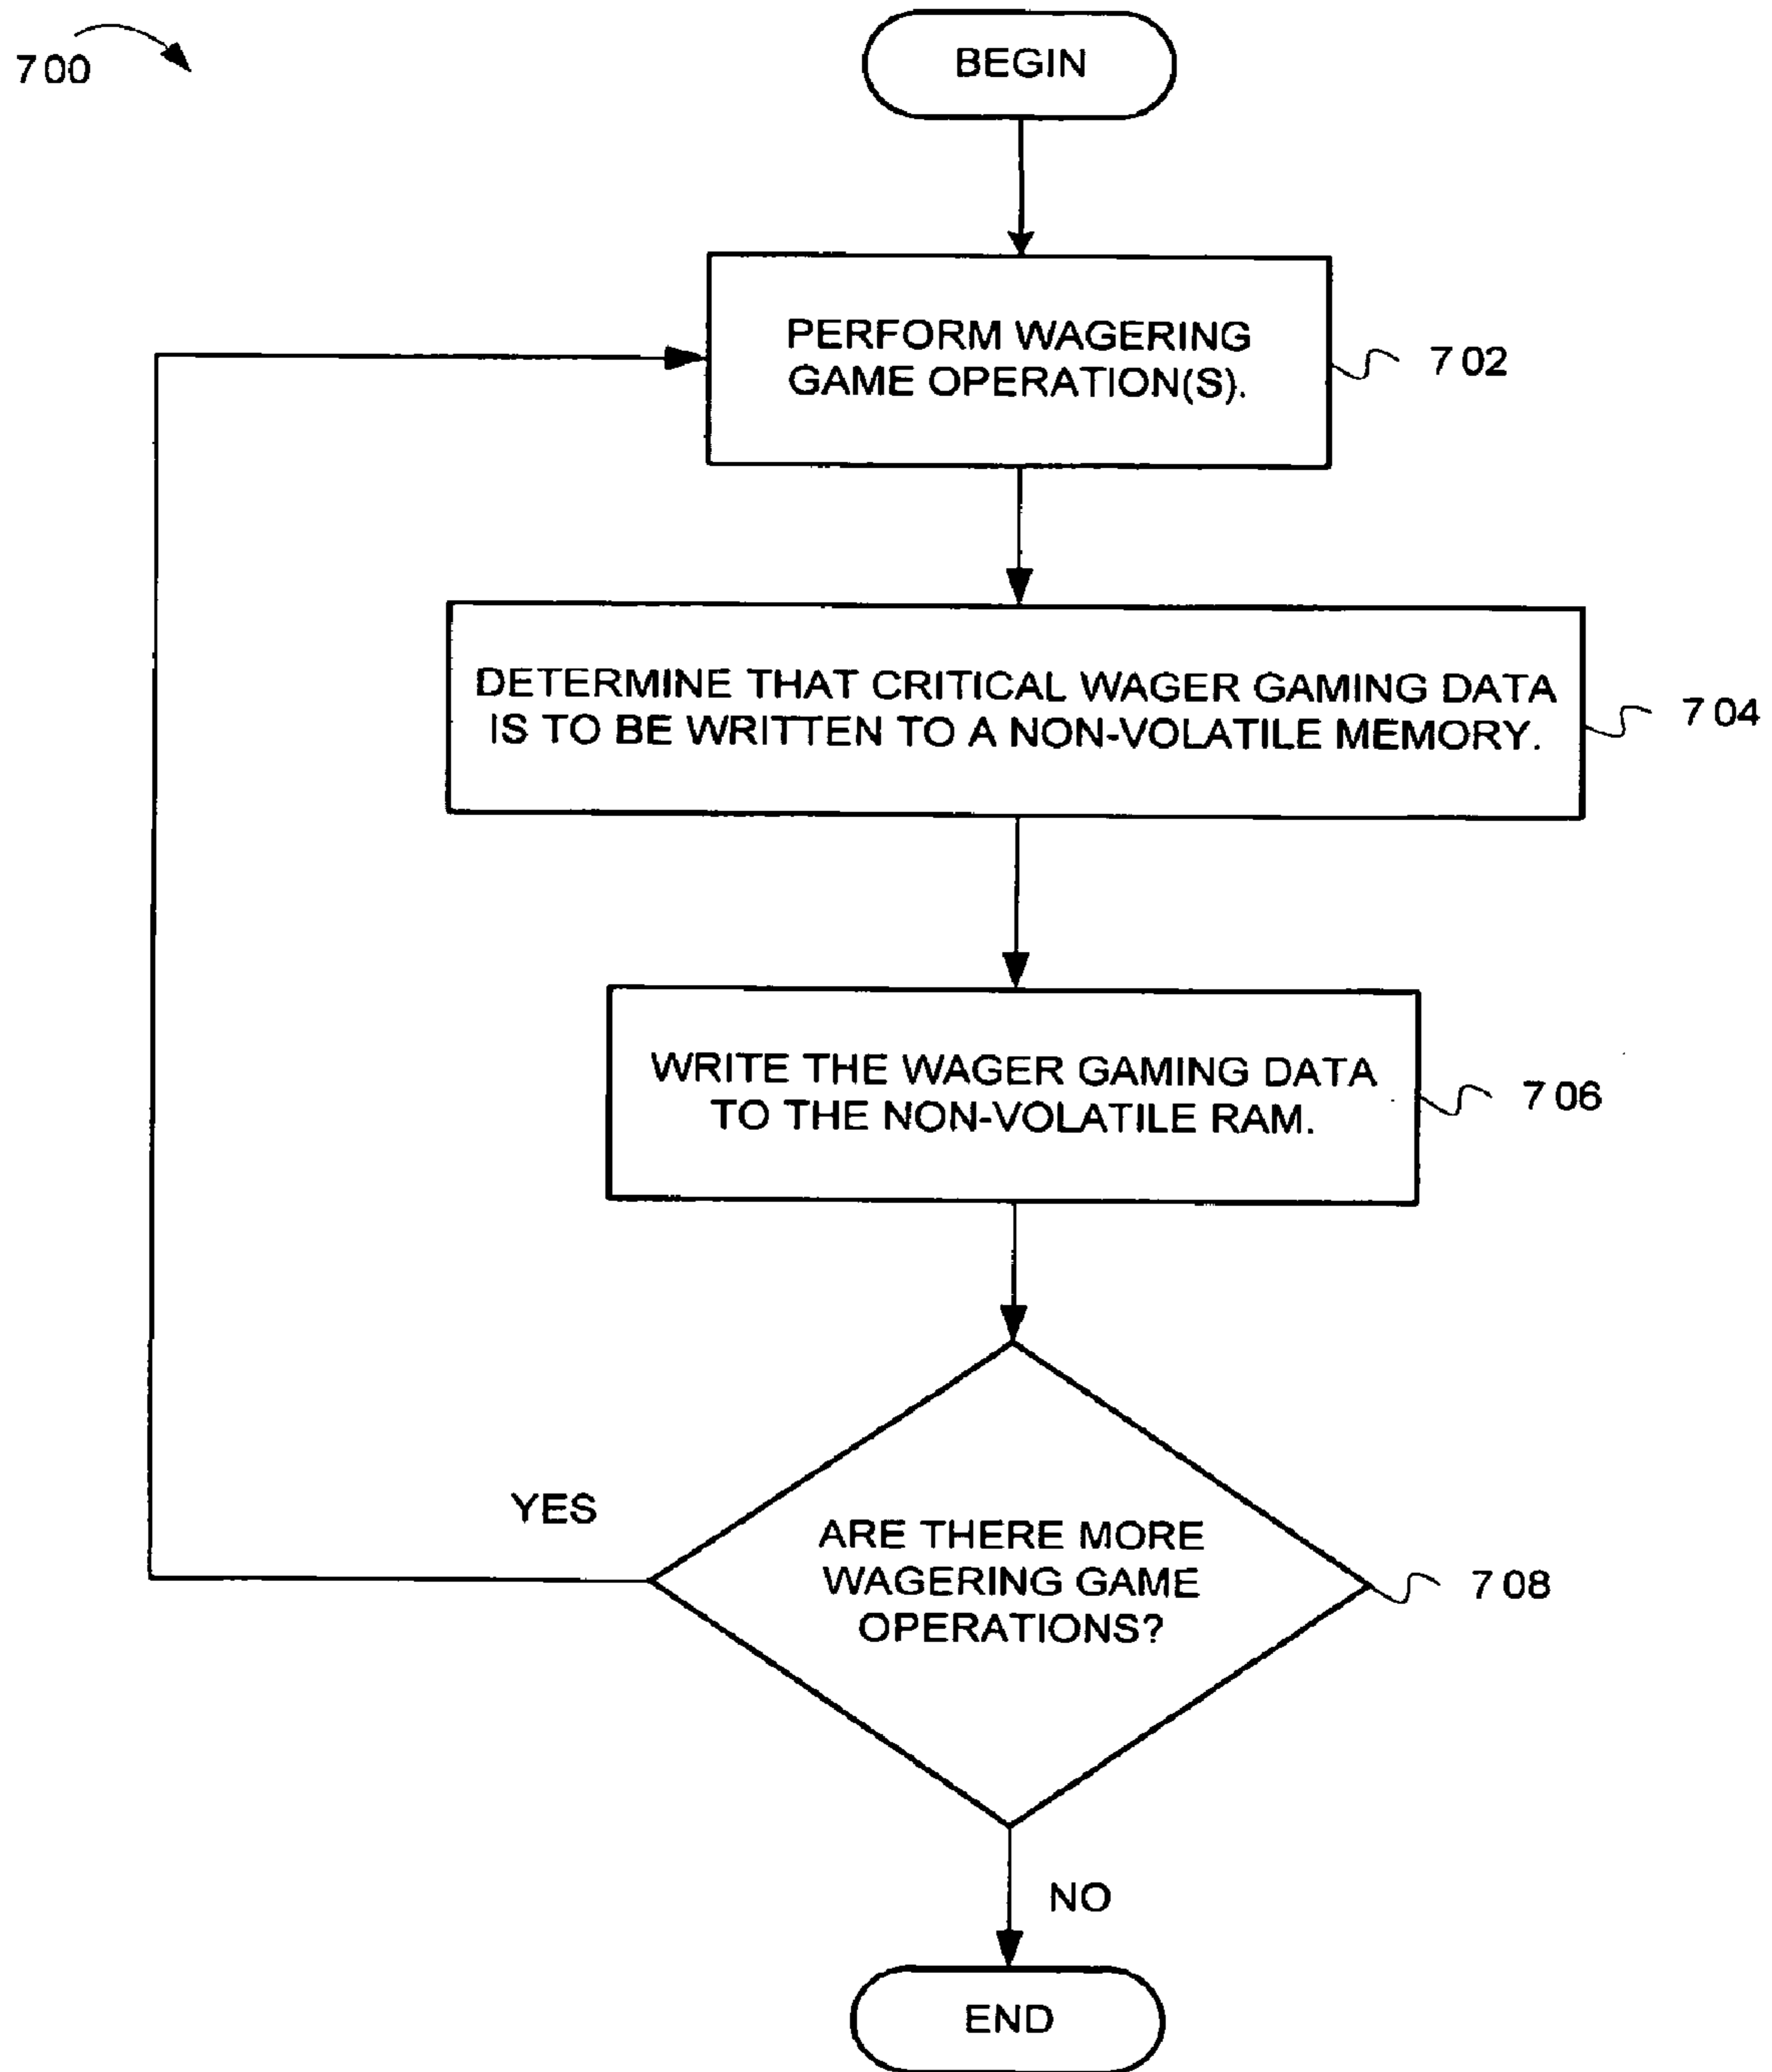 700
BEGIN
PERFORM WAGERING
GAME OPERATION(S).
702
DETERMINE THAT CRITICAL WAGER GAMING DATA
IS TO BE WRITTEN TO A NON-VOLATILE MEMORY.
704
WRITE THE WAGER GAMING DATA
TO THE NON-VOLATILE RAM.
706
YES
ARE THERE MORE
WAGERING GAME
OPERATIONS?
708
NO
END